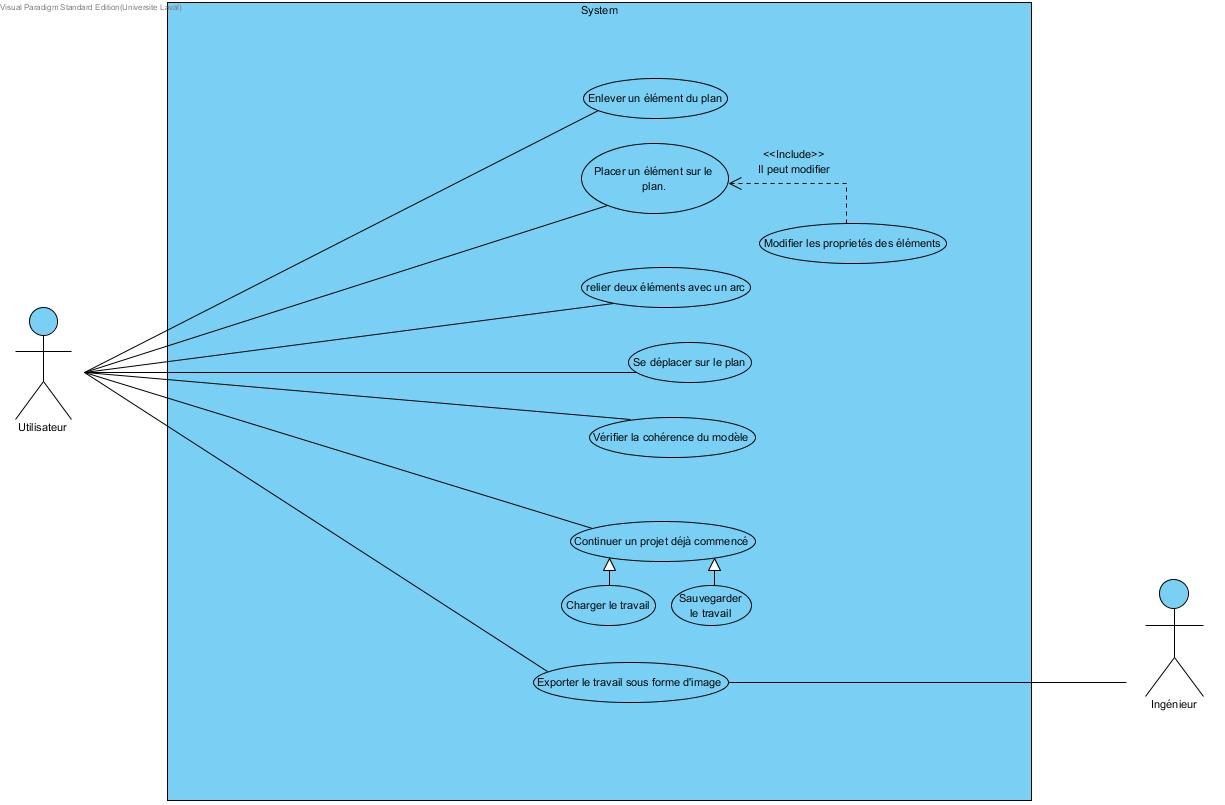 Visual Paradigm Standard Edition(Universite Laval)
System
Enlever un élément du plan
<<Include>>
Il peut modifier
Placer un élément sur le
plan.
Modifier les proprietés des éléments
relier deux éléments avec un arc
Se déplacer sur le plan
Utilisateur
Vérifier la cohérence du modèle
Continuer un projet déjà commencé
Charger le travail
Sauvegarder
le travail
Exporter le travail sous forme d'image
Ingénieur